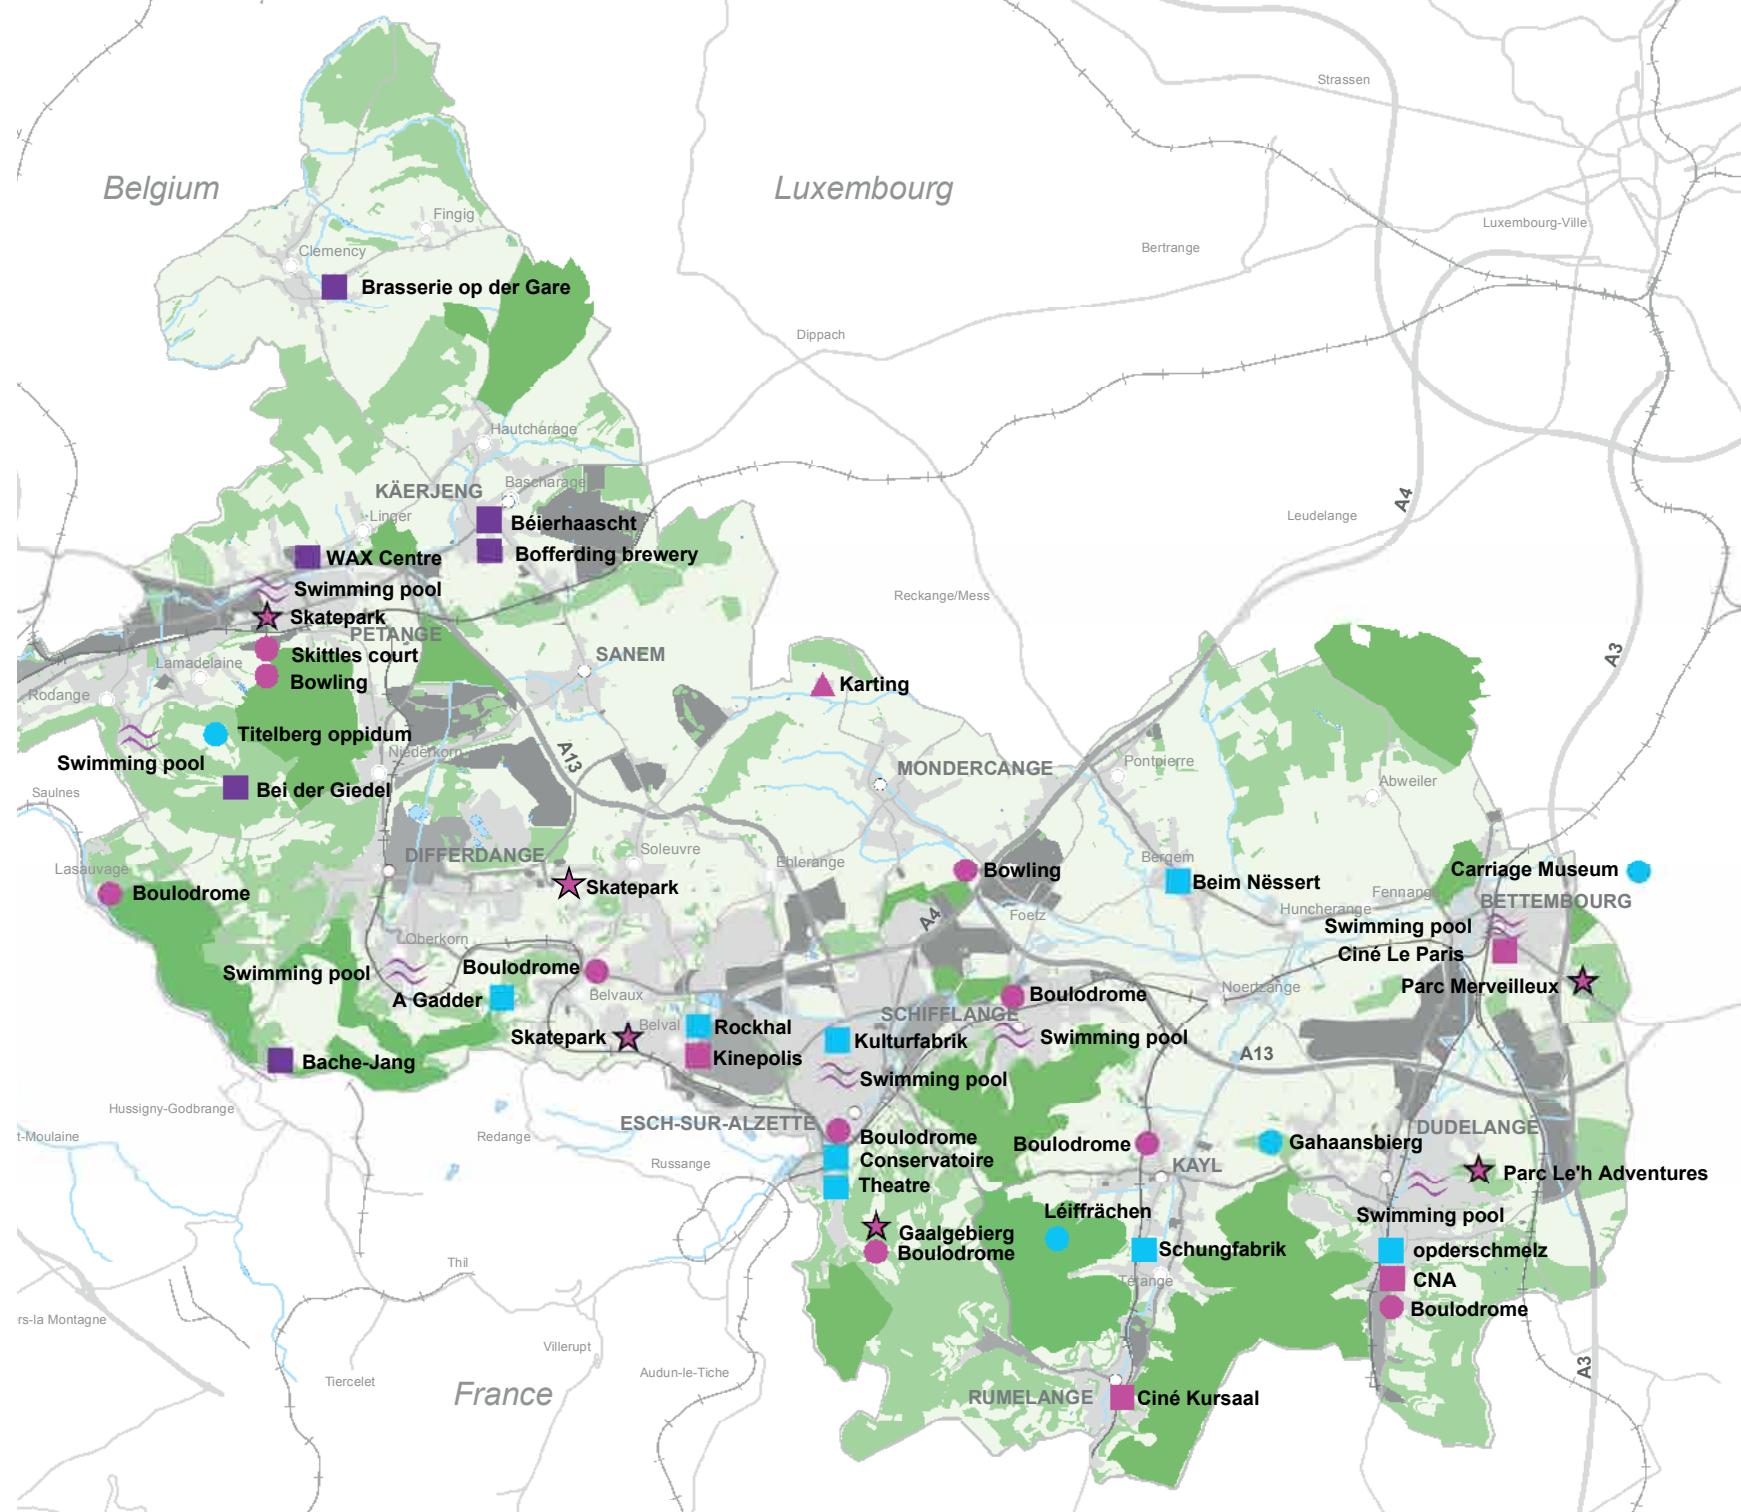 Strassen
Belgium
Luxembourg
Fingig
Luxembourg-Ville
Clemency
Bertrange
Brasserie op der Gare
Dippach
Hautcharage
Bascharage
KÄERJENG
A4
Linger
Béierhaascht
Leudelange
Bofferding brewery
WAX Centre
Swimming pool
Reckange/Mess
Skatepark
PETANGE
Skittles court
SANEM
A3
Lamadelaine
Bowling
Karting
Rodange
Titelberg oppidum
Niederkorn
A13
Swimming pool
MONDERCANGE
Pontpierre
Abweiler
Bei der Giedel
Saulnes
DIFFERDANGE
Soleuvre
Ehlerange
Bergem
Lasauvage
Bowling
Carriage Museum
Skatepark
Beim Nëssert
Boulodrome
Fennange
BETTEMBOURG
Huncherange
A4
Foetz
Swimming pool
Oberkorn
Ciné Le Paris
Boulodrome
Swimming pool
Noertzange
Parc Merveilleux
Belvaux
Boulodrome
A Gadder
SCHIFFLANGE
Belval
Rockhal
Skatepark
Swimming pool
Kulturfabrik
Kinepolis
A13
Bache-Jang
Swimming pool
Hussigny-Godbrange
ESCH-SUR-ALZETTE
DUDELANGE
t-Moulaine
Redange
Boulodrome
Boulodrome
Gahaansbierg
Conservatoire
Russange
KAYL
Parc Le'h Adventures
Theatre
Léiffrächen
Swimming pool
Gaalgebierg
Boulodrome
Schungfabrik
opderschmelz
Thil
Tétange
CNA
Boulodrome
rs-la Montagne
Villerupt
A3
Audun-le-Tiche
Tiercelet
France
RUMELANGE
Ciné Kursaal